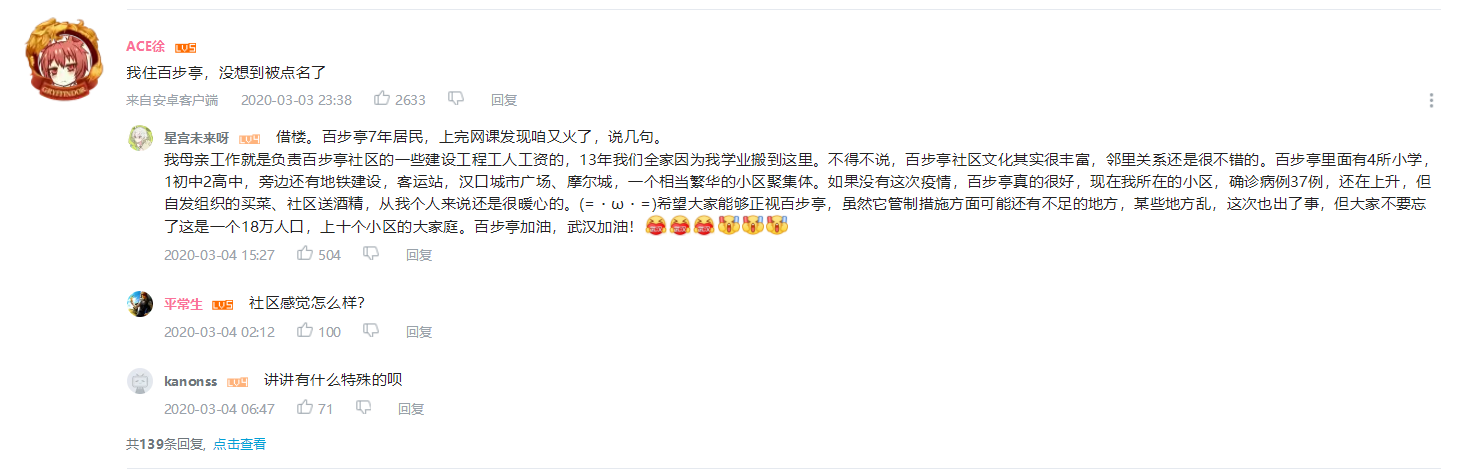 ACE徐 LV5
我住百步亭，没想到被点名了
来自安卓客户端 2020-03-03 23:38 2633 回复
GRYFFINDOR
星宫未来呀 LV4 借楼。百步亭7年居民，上完网课发现咱又火了，说几句。
我母亲工作就是负责百步亭社区的一些建设工程工人工资的，13年我们全家因为我学业搬到这里。不得不说，百步亭社区文化其实很丰富，邻里关系还是很不错的。百步亭里面有4所小学，
1初中2高中，旁边还有地铁建设，客运站，汉口城市广场、摩尔城，一个相当繁华的小区聚集体。如果没有这次疫情，百步亭真的很好，现在我所在的小区，确诊病例37例，还在上升，但
自发组织的买菜、社区送酒精，从我个人来说还是很暖心的。(=・ω・=)希望大家能够正视百步亭，虽然它管制措施方面可能还有不足的地方，某些地方乱，这次也出了事，但大家不要忘
了这是一个18万人口，上十个小区的大家庭。百步亭加油，武汉加油！
2020-03-04 15:27 504 回复
平常生 LV5 社区感觉怎么样？
2020-03-04 02:12 100 回复
kanonss LV4 讲讲有什么特殊的呗
2020-03-04 06:47 71 回复
共139条回复, 点击查看